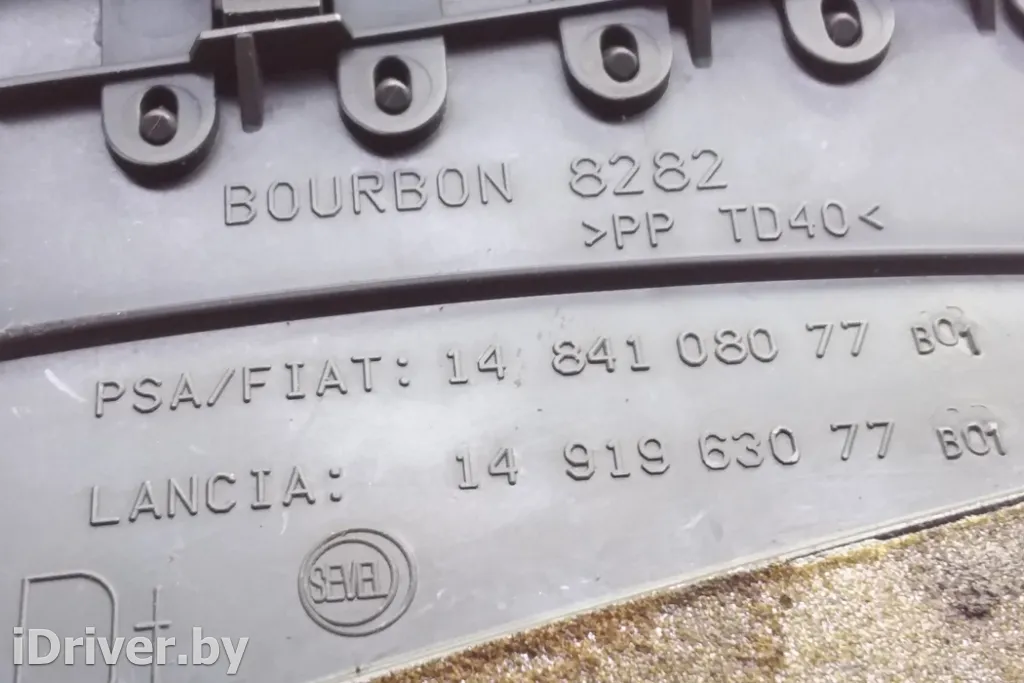 BOURBON 8282
>PP TD40<
PSA/FIAT: 14 841 080 77 B01
LANCIA: 14 919 630 77 B01
SEVEL
D+
iDriver.by